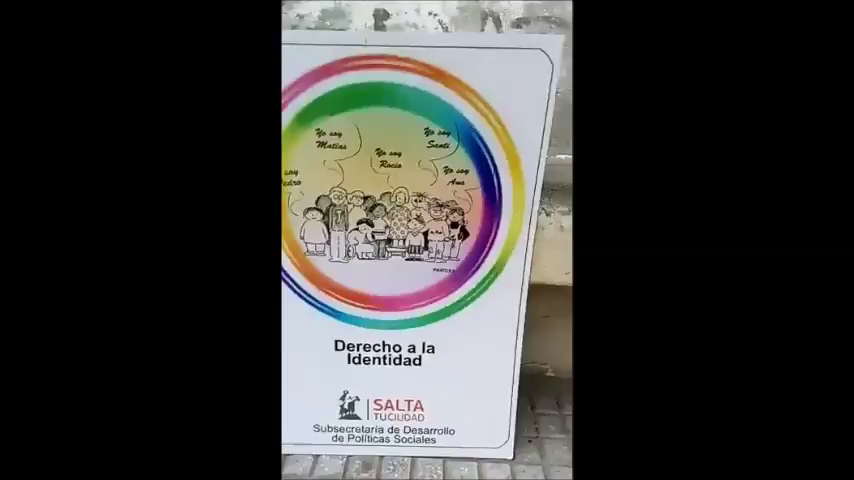 Yo soy
Matías
Yo soy
Santi
Yo soy
Rocío
Yo soy
Ana
soy
Pedro
Derecho a la
Identidad
SALTA
TU CIUDAD
Subsecretaría de Desarrollo
de Políticas Sociales